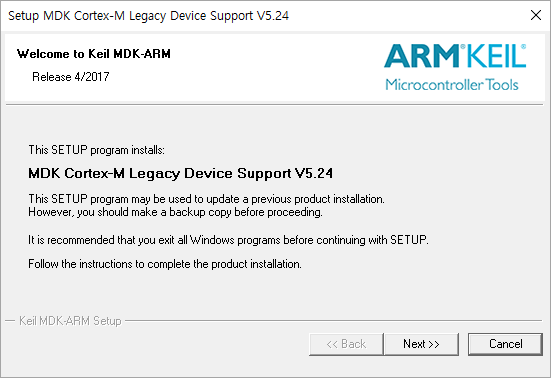 Setup MDK Cortex-M Legacy Device Support V5.24
Welcome to Keil MDK-ARM
Release 4/2017
ARM®KEIL®
Microcontroller Tools
This SETUP program installs:
MDK Cortex-M Legacy Device Support V5.24
This SETUP program may be used to update a previous product installation.
However, you should make a backup copy before proceeding.
It is recommended that you exit all Windows programs before continuing with SETUP.
Follow the instructions to complete the product installation.
Keil MDK-ARM Setup
<< Back
Next >>
Cancel